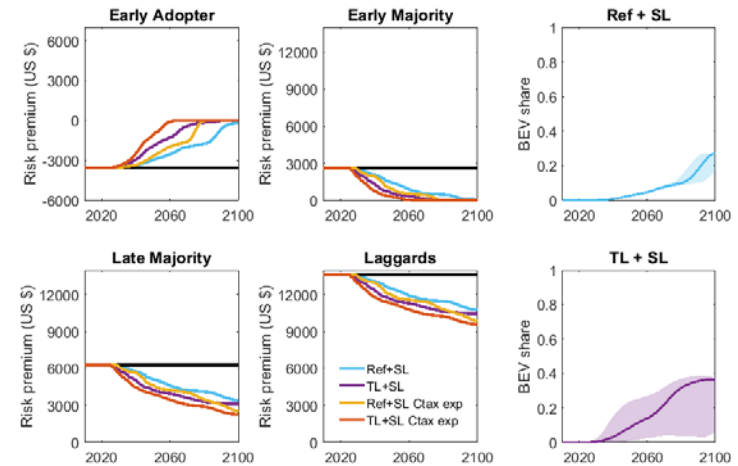 Early Adopter
Early Majority
Ref + SL
Risk premium (US $)
6000
3000
0
-3000
-6000
2020 2060 2100
Risk premium (US $)
12000
9000
6000
3000
0
2020 2060 2100
BEV share
1
0.8
0.6
0.4
0.2
0
2020 2060 2100
Late Majority
Laggards
TL + SL
Risk premium (US $)
12000
9000
6000
3000
0
2020 2060 2100
Risk premium (US $)
12000
9000
6000
3000
0
2020 2060 2100
Ref+SL
TL+SL
Ref+SL Ctax exp
TL+SL Ctax exp
BEV share
1
0.8
0.6
0.4
0.2
0
2020 2060 2100